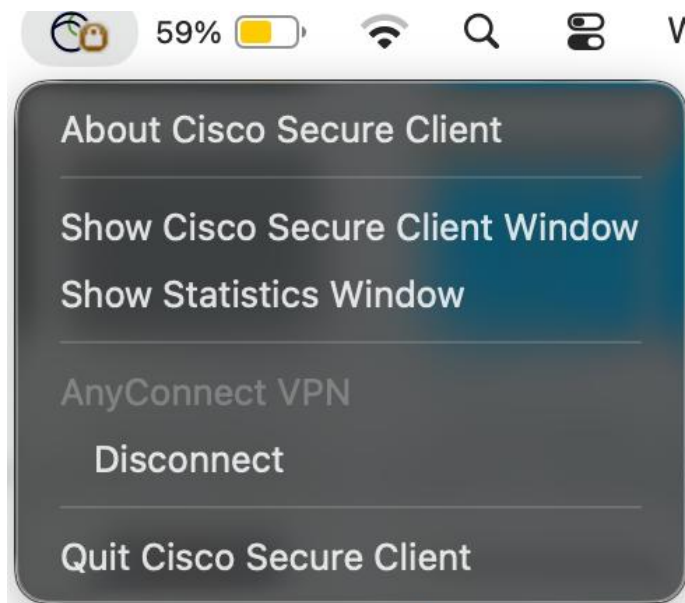 59%
About Cisco Secure Client
Show Cisco Secure Client Window
Show Statistics Window
AnyConnect VPN
Disconnect
Quit Cisco Secure Client